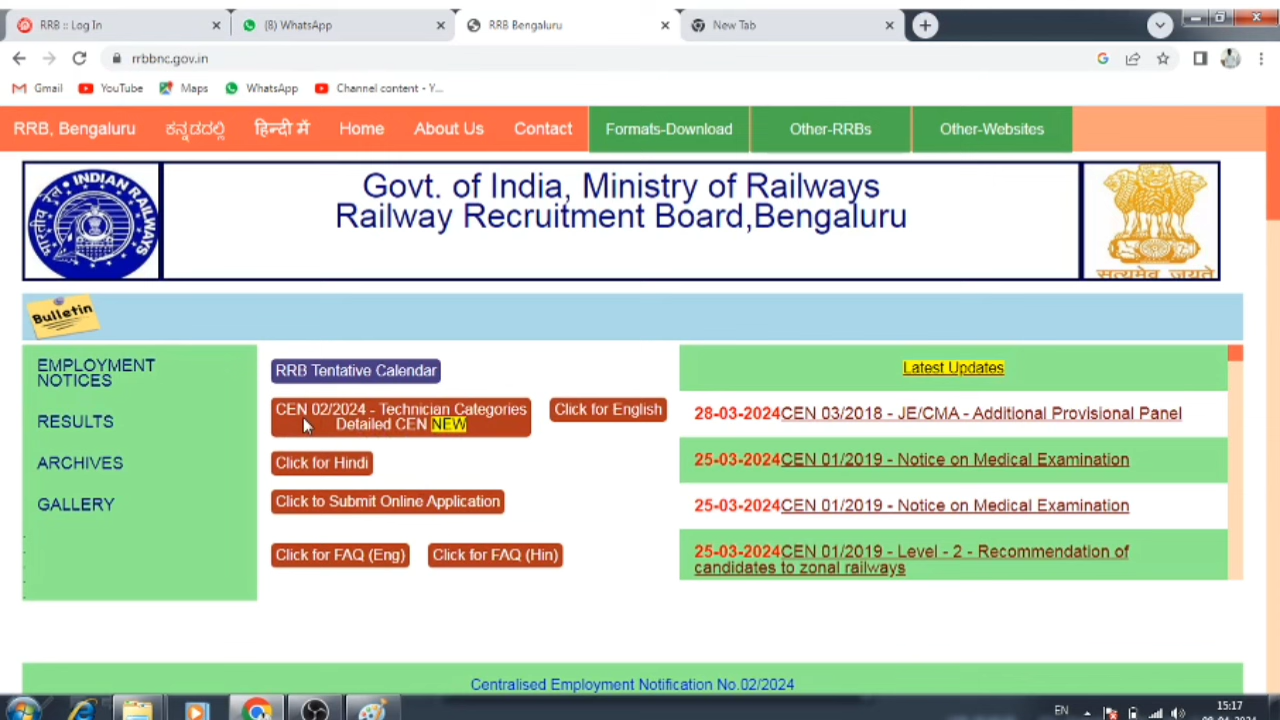 RRB :: Log In
(8) WhatsApp
RRB Bengaluru
New Tab
rrbbnc.gov.in
Gmail
YouTube
Maps
WhatsApp
Channel content - Y...
RRB, Bengaluru
ಕನ್ನಡದಲ್ಲಿ
हिन्दी में
Home
About Us
Contact
Formats-Download
Other-RRBs
Other-Websites
INDIAN RAILWAYS
भारतीय रेल
Govt. of India, Ministry of Railways
Railway Recruitment Board,Bengaluru
सत्यमेव जयते
Bulletin
EMPLOYMENT
NOTICES
RESULTS
ARCHIVES
GALLERY
RRB Tentative Calendar
CEN 02/2024 - Technician Categories
Detailed CEN NEW
Click for English
Click for Hindi
Click to Submit Online Application
Click for FAQ (Eng)
Click for FAQ (Hin)
Latest Updates
28-03-2024CEN 03/2018 - JE/CMA - Additional Provisional Panel
25-03-2024CEN 01/2019 - Notice on Medical Examination
25-03-2024CEN 01/2019 - Notice on Medical Examination
25-03-2024CEN 01/2019 - Level - 2 - Recommendation of
candidates to zonal railways
Centralised Employment Notification No.02/2024
EN
15:17